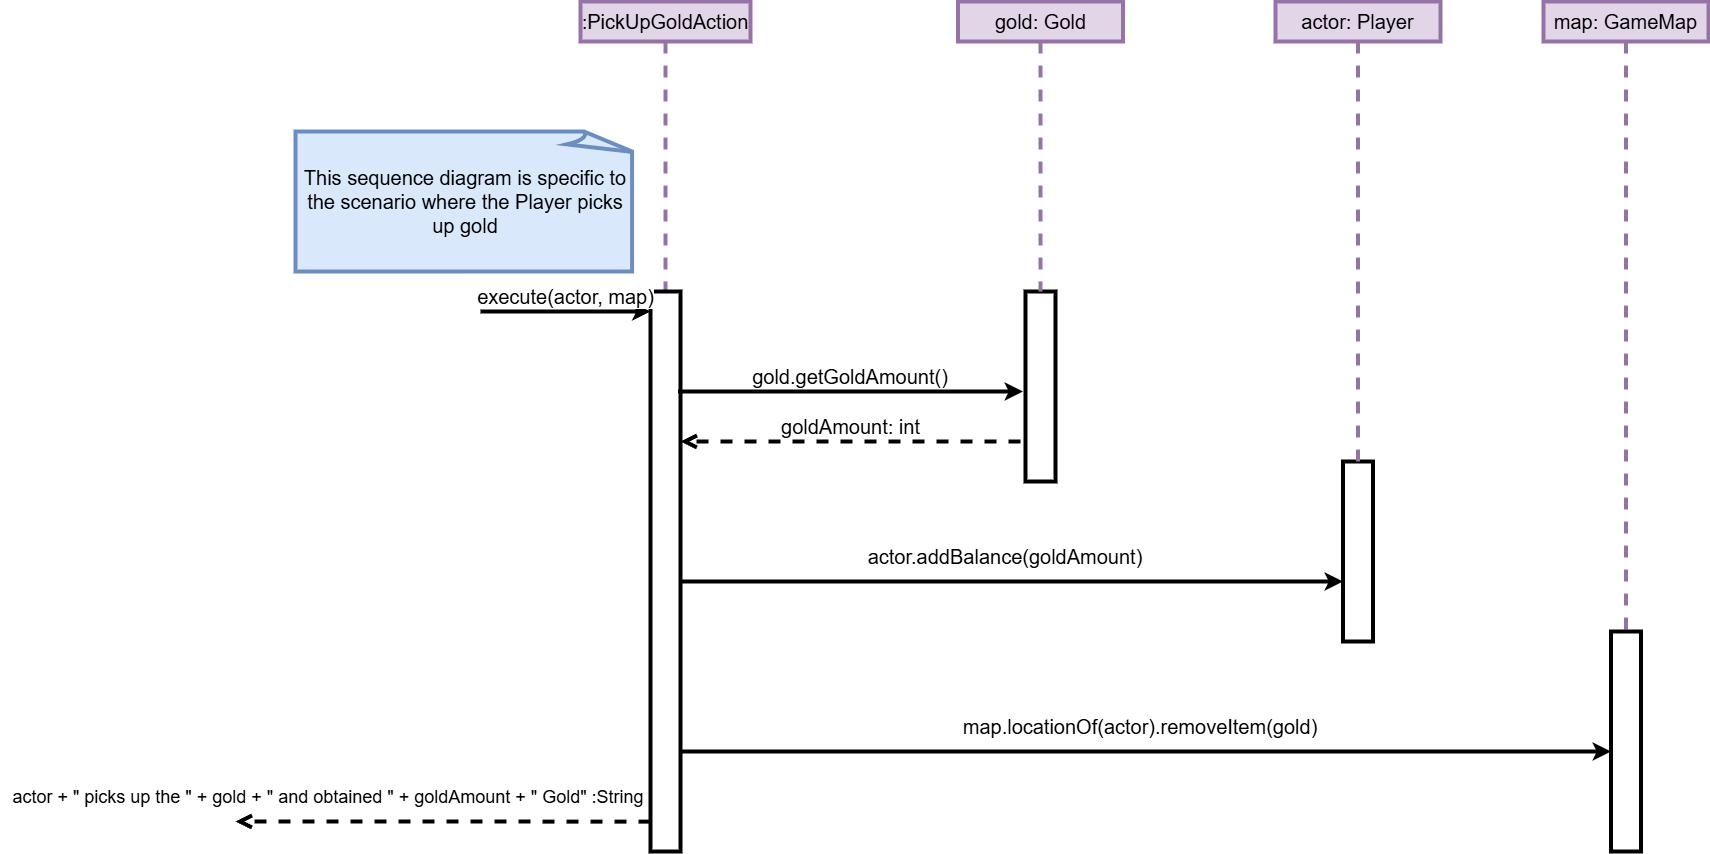 :PickUpGoldAction
gold: Gold
actor: Player
map: GameMap
This sequence diagram is specific to
the scenario where the Player picks
up gold
execute(actor, map)
gold.getGoldAmount()
goldAmount: int
actor.addBalance(goldAmount)
map.locationOf(actor).removeItem(gold)
actor + " picks up the " + gold + " and obtained " + goldAmount + " Gold" :String